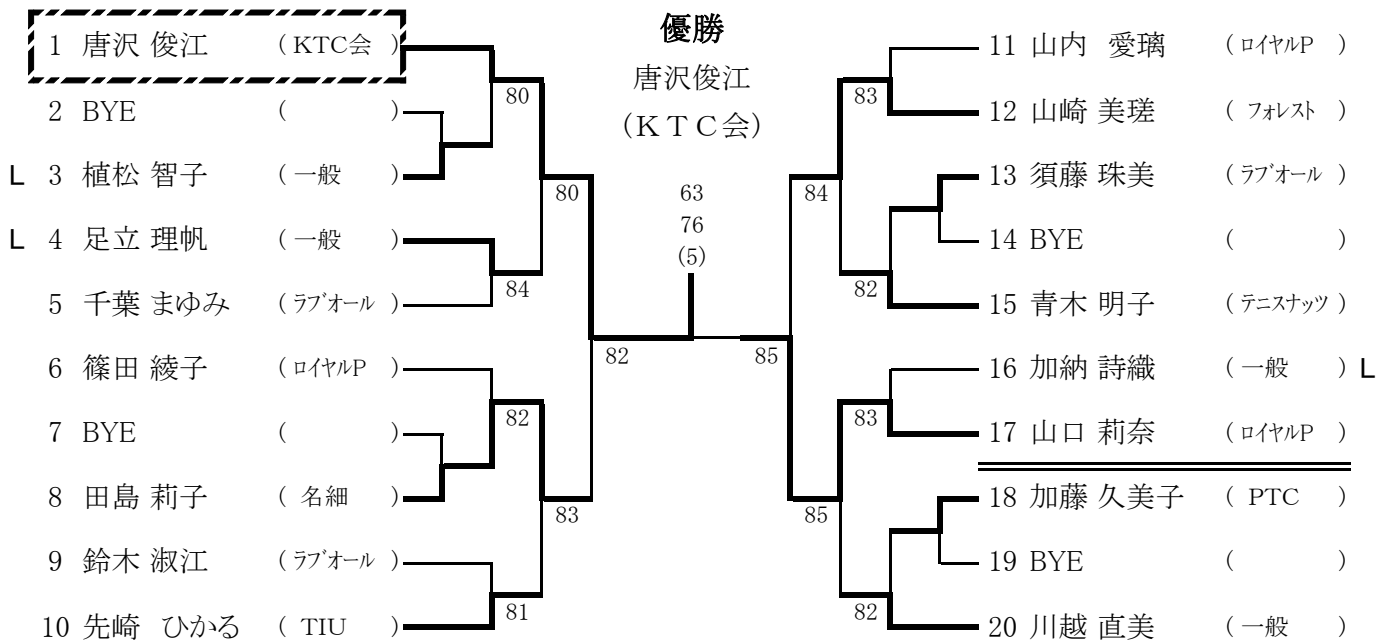 優勝
唐沢俊江
(KTC会)
63
76
(5)
1 唐沢 俊江 (KTC会)
2 BYE ( )
L 3 植松 智子 (一般)
L 4 足立 理帆 (一般)
5 千葉 まゆみ (ラブオール)
6 篠田 綾子 (ロイヤルP)
7 BYE ( )
8 田島 莉子 (名細)
9 鈴木 淑江 (ラブオール)
10 先崎 ひかる (TIU)
80
84
82
81
80
83
82
11 山内 愛璃 (ロイヤルP)
12 山崎 美瑳 (フォレスト)
13 須藤 珠美 (ラブオール)
14 BYE ( )
15 青木 明子 (テニスナッツ)
16 加納 詩織 (一般) L
17 山口 莉奈 (ロイヤルP)
18 加藤 久美子 (PTC)
19 BYE ( )
20 川越 直美 (一般)
83
82
83
82
84
85
85